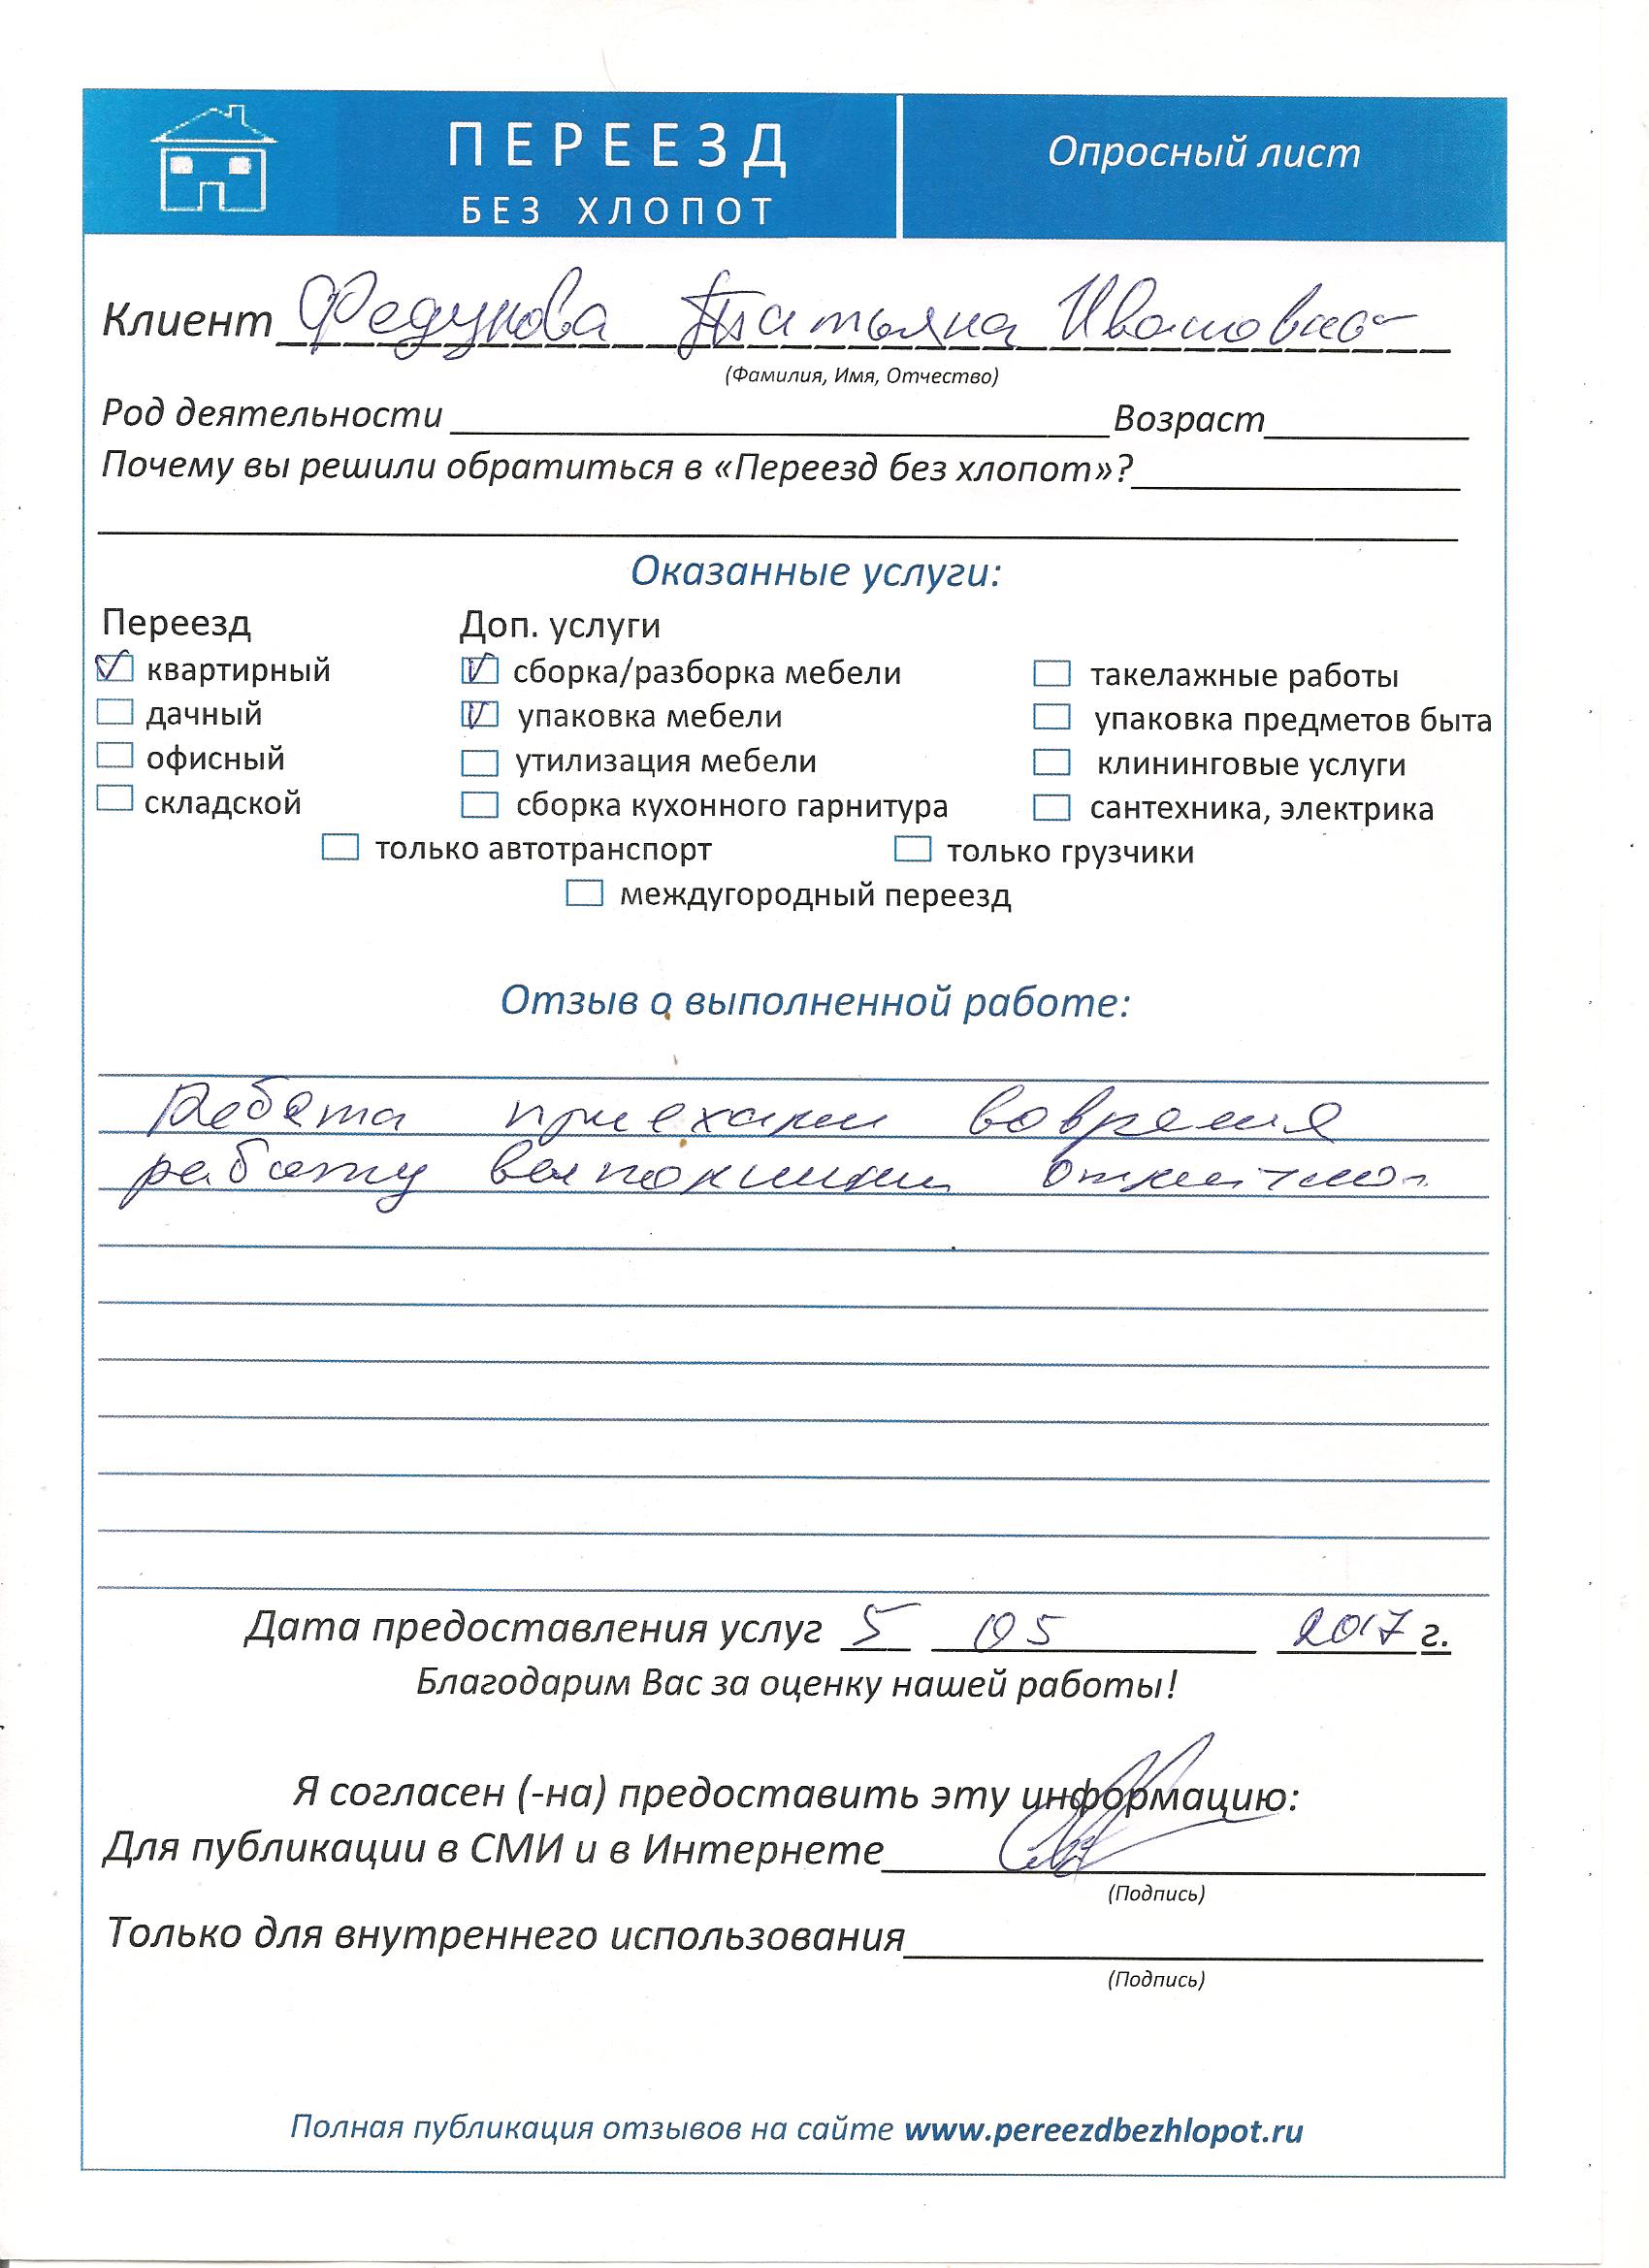 ПЕРЕЕЗД
БЕЗ ХЛОПОТ
Опросный лист
Клиент Федунова Татьяна Ивановна
(Фамилия, Имя, Отчество)
Род деятельности Возраст
Почему вы решили обратиться в «Переезд без хлопот»?
Оказанные услуги:
Переезд Доп. услуги
квартирный сборка/разборка мебели такелажные работы
дачный упаковка мебели упаковка предметов быта
офисный утилизация мебели клининговые услуги
складской сборка кухонного гарнитура сантехника, электрика
только автотранспорт только грузчики
междугородный переезд
Отзыв о выполненной работе:
Ребята приехали вовремя
работу выполнили отлично
Дата предоставления услуг 5 05 2017 г.
Благодарим Вас за оценку нашей работы!
Я согласен (-на) предоставить эту информацию:
Для публикации в СМИ и в Интернете
(Подпись)
Только для внутреннего использования
(Подпись)
Полная публикация отзывов на сайте www.pereezdbezhlopot.ru